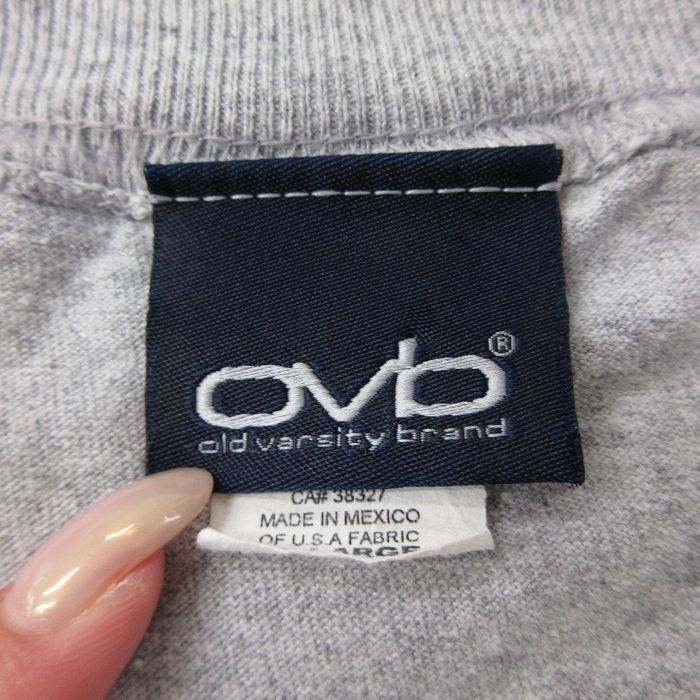 ovb®
old varsity brand
CA# 38327
MADE IN MEXICO
OF U.S.A FABRIC